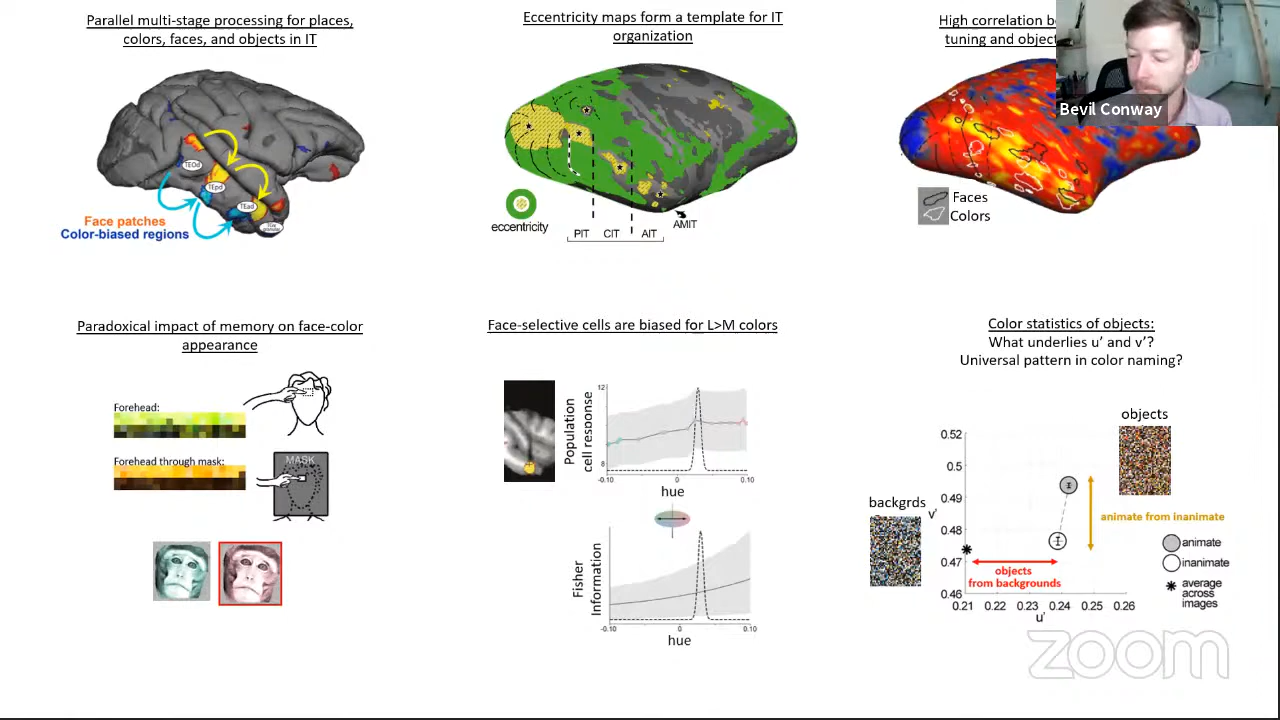 Parallel multi-stage processing for places,
colors, faces, and objects in IT
TEOd
TEpd
TEad
Face patches
Color-biased regions
Eccentricity maps form a template for IT
organization
eccentricity
PIT CIT AIT
AMIT
High correlation
tuning and
Bevil Conway
Faces
Colors
Paradoxical impact of memory on face-color
appearance
Forehead:
Forehead through mask:
MASK
Face-selective cells are biased for L>M colors
Population
cell response
12
8
-0.10 0 0.10
hue
Fisher
Information
-0.10 0 0.10
hue
Color statistics of objects:
What underlies u' and v'?
Universal pattern in color naming?
objects
backgrds
v'
0.52
0.5
0.49
0.48
0.47
0.46
0.21 0.22 0.23 0.24 0.25 0.26
u'
animate from inanimate
objects
from backgrounds
animate
inanimate
average
across
images
zoom